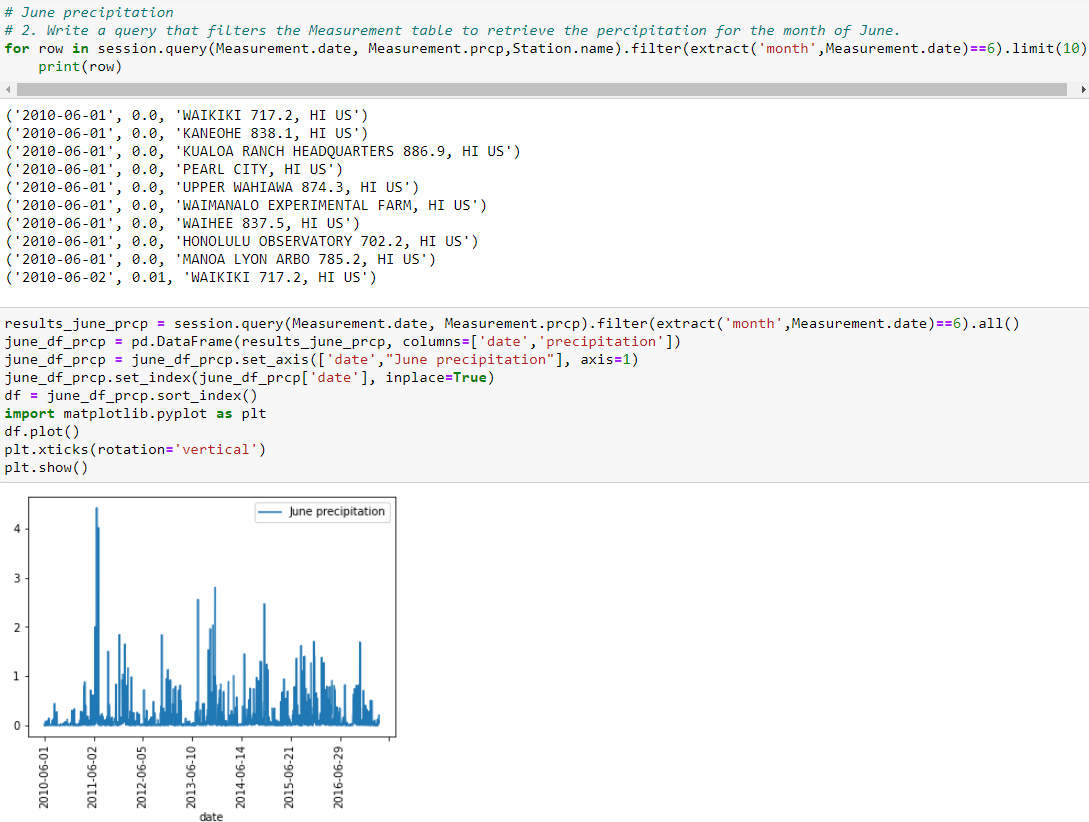 # June precipitation
# 2. Write a query that filters the Measurement table to retrieve the percipitation for the month of June.
for row in session.query(Measurement.date, Measurement.prcp,Station.name).filter(extract('month',Measurement.date)==6).limit(10)
    print(row)
('2010-06-01', 0.0, 'WAIKIKI 717.2, HI US')
('2010-06-01', 0.0, 'KANEOHE 838.1, HI US')
('2010-06-01', 0.0, 'KUALOA RANCH HEADQUARTERS 886.9, HI US')
('2010-06-01', 0.0, 'PEARL CITY, HI US')
('2010-06-01', 0.0, 'UPPER WAHIAWA 874.3, HI US')
('2010-06-01', 0.0, 'WAIMANALO EXPERIMENTAL FARM, HI US')
('2010-06-01', 0.0, 'WAIHEE 837.5, HI US')
('2010-06-01', 0.0, 'HONOLULU OBSERVATORY 702.2, HI US')
('2010-06-01', 0.0, 'MANOA LYON ARBO 785.2, HI US')
('2010-06-02', 0.01, 'WAIKIKI 717.2, HI US')
results_june_prcp = session.query(Measurement.date, Measurement.prcp).filter(extract('month',Measurement.date)==6).all()
june_df_prcp = pd.DataFrame(results_june_prcp, columns=['date','precipitation'])
june_df_prcp = june_df_prcp.set_axis(['date',"June precipitation"], axis=1)
june_df_prcp.set_index(june_df_prcp['date'], inplace=True)
df = june_df_prcp.sort_index()
import matplotlib.pyplot as plt
df.plot()
plt.xticks(rotation='vertical')
plt.show()
June precipitation
4
3
2
1
0
2010-06-01
2011-06-02
2012-06-05
2013-06-10
2014-06-14
2015-06-21
2016-06-29
date